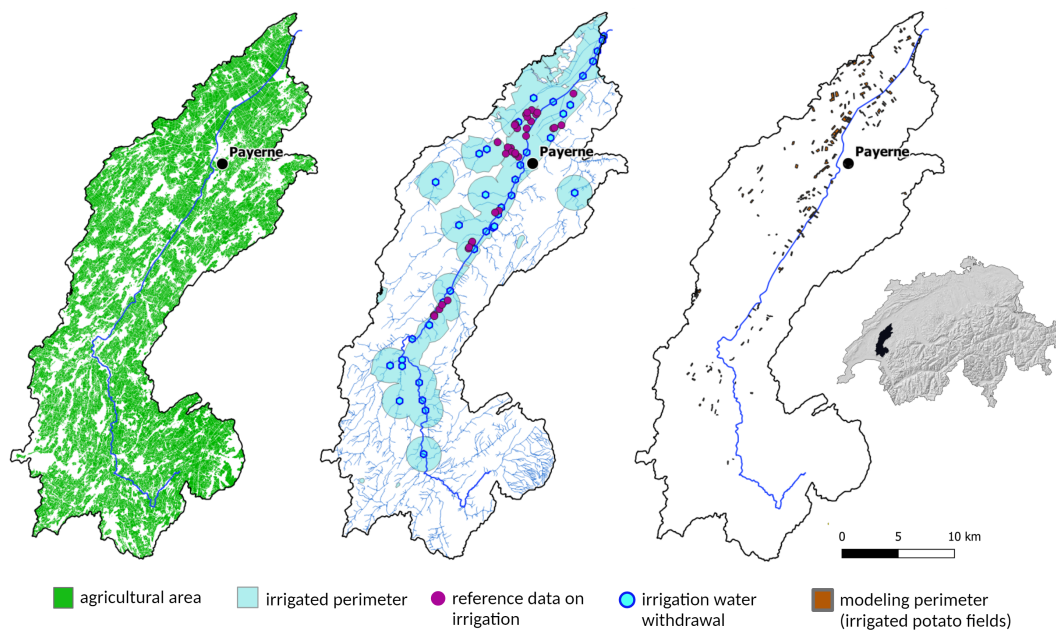 Payerne
Payerne
Payerne
0 5 10 km
agricultural area
irrigated perimeter
reference data on
irrigation
irrigation water
withdrawal
modeling perimeter
(irrigated potato fields)